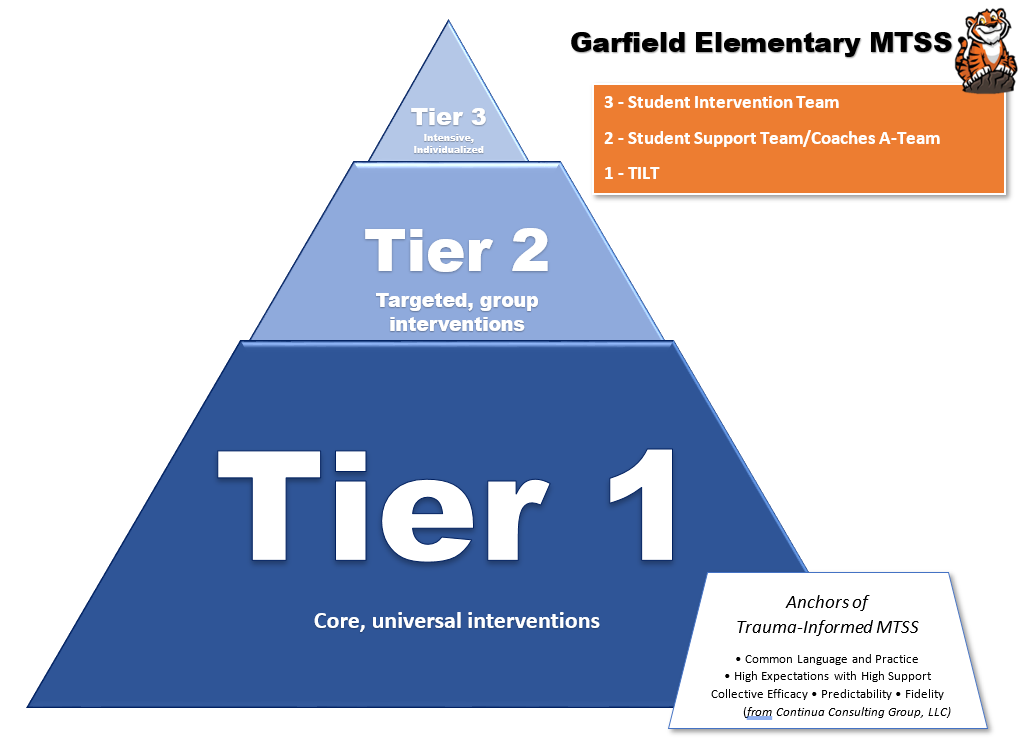 Garfield Elementary MTSS
3 - Student Intervention Team
2 - Student Support Team/Coaches A-Team
1 - TILT
Tier 3
Intensive,
Individualized
Tier 2
Targeted, group
interventions
Tier 1
Core, universal interventions
Anchors of
Trauma-Informed MTSS
• Common Language and Practice
• High Expectations with High Support
Collective Efficacy • Predictability • Fidelity
(from Continua Consulting Group, LLC)